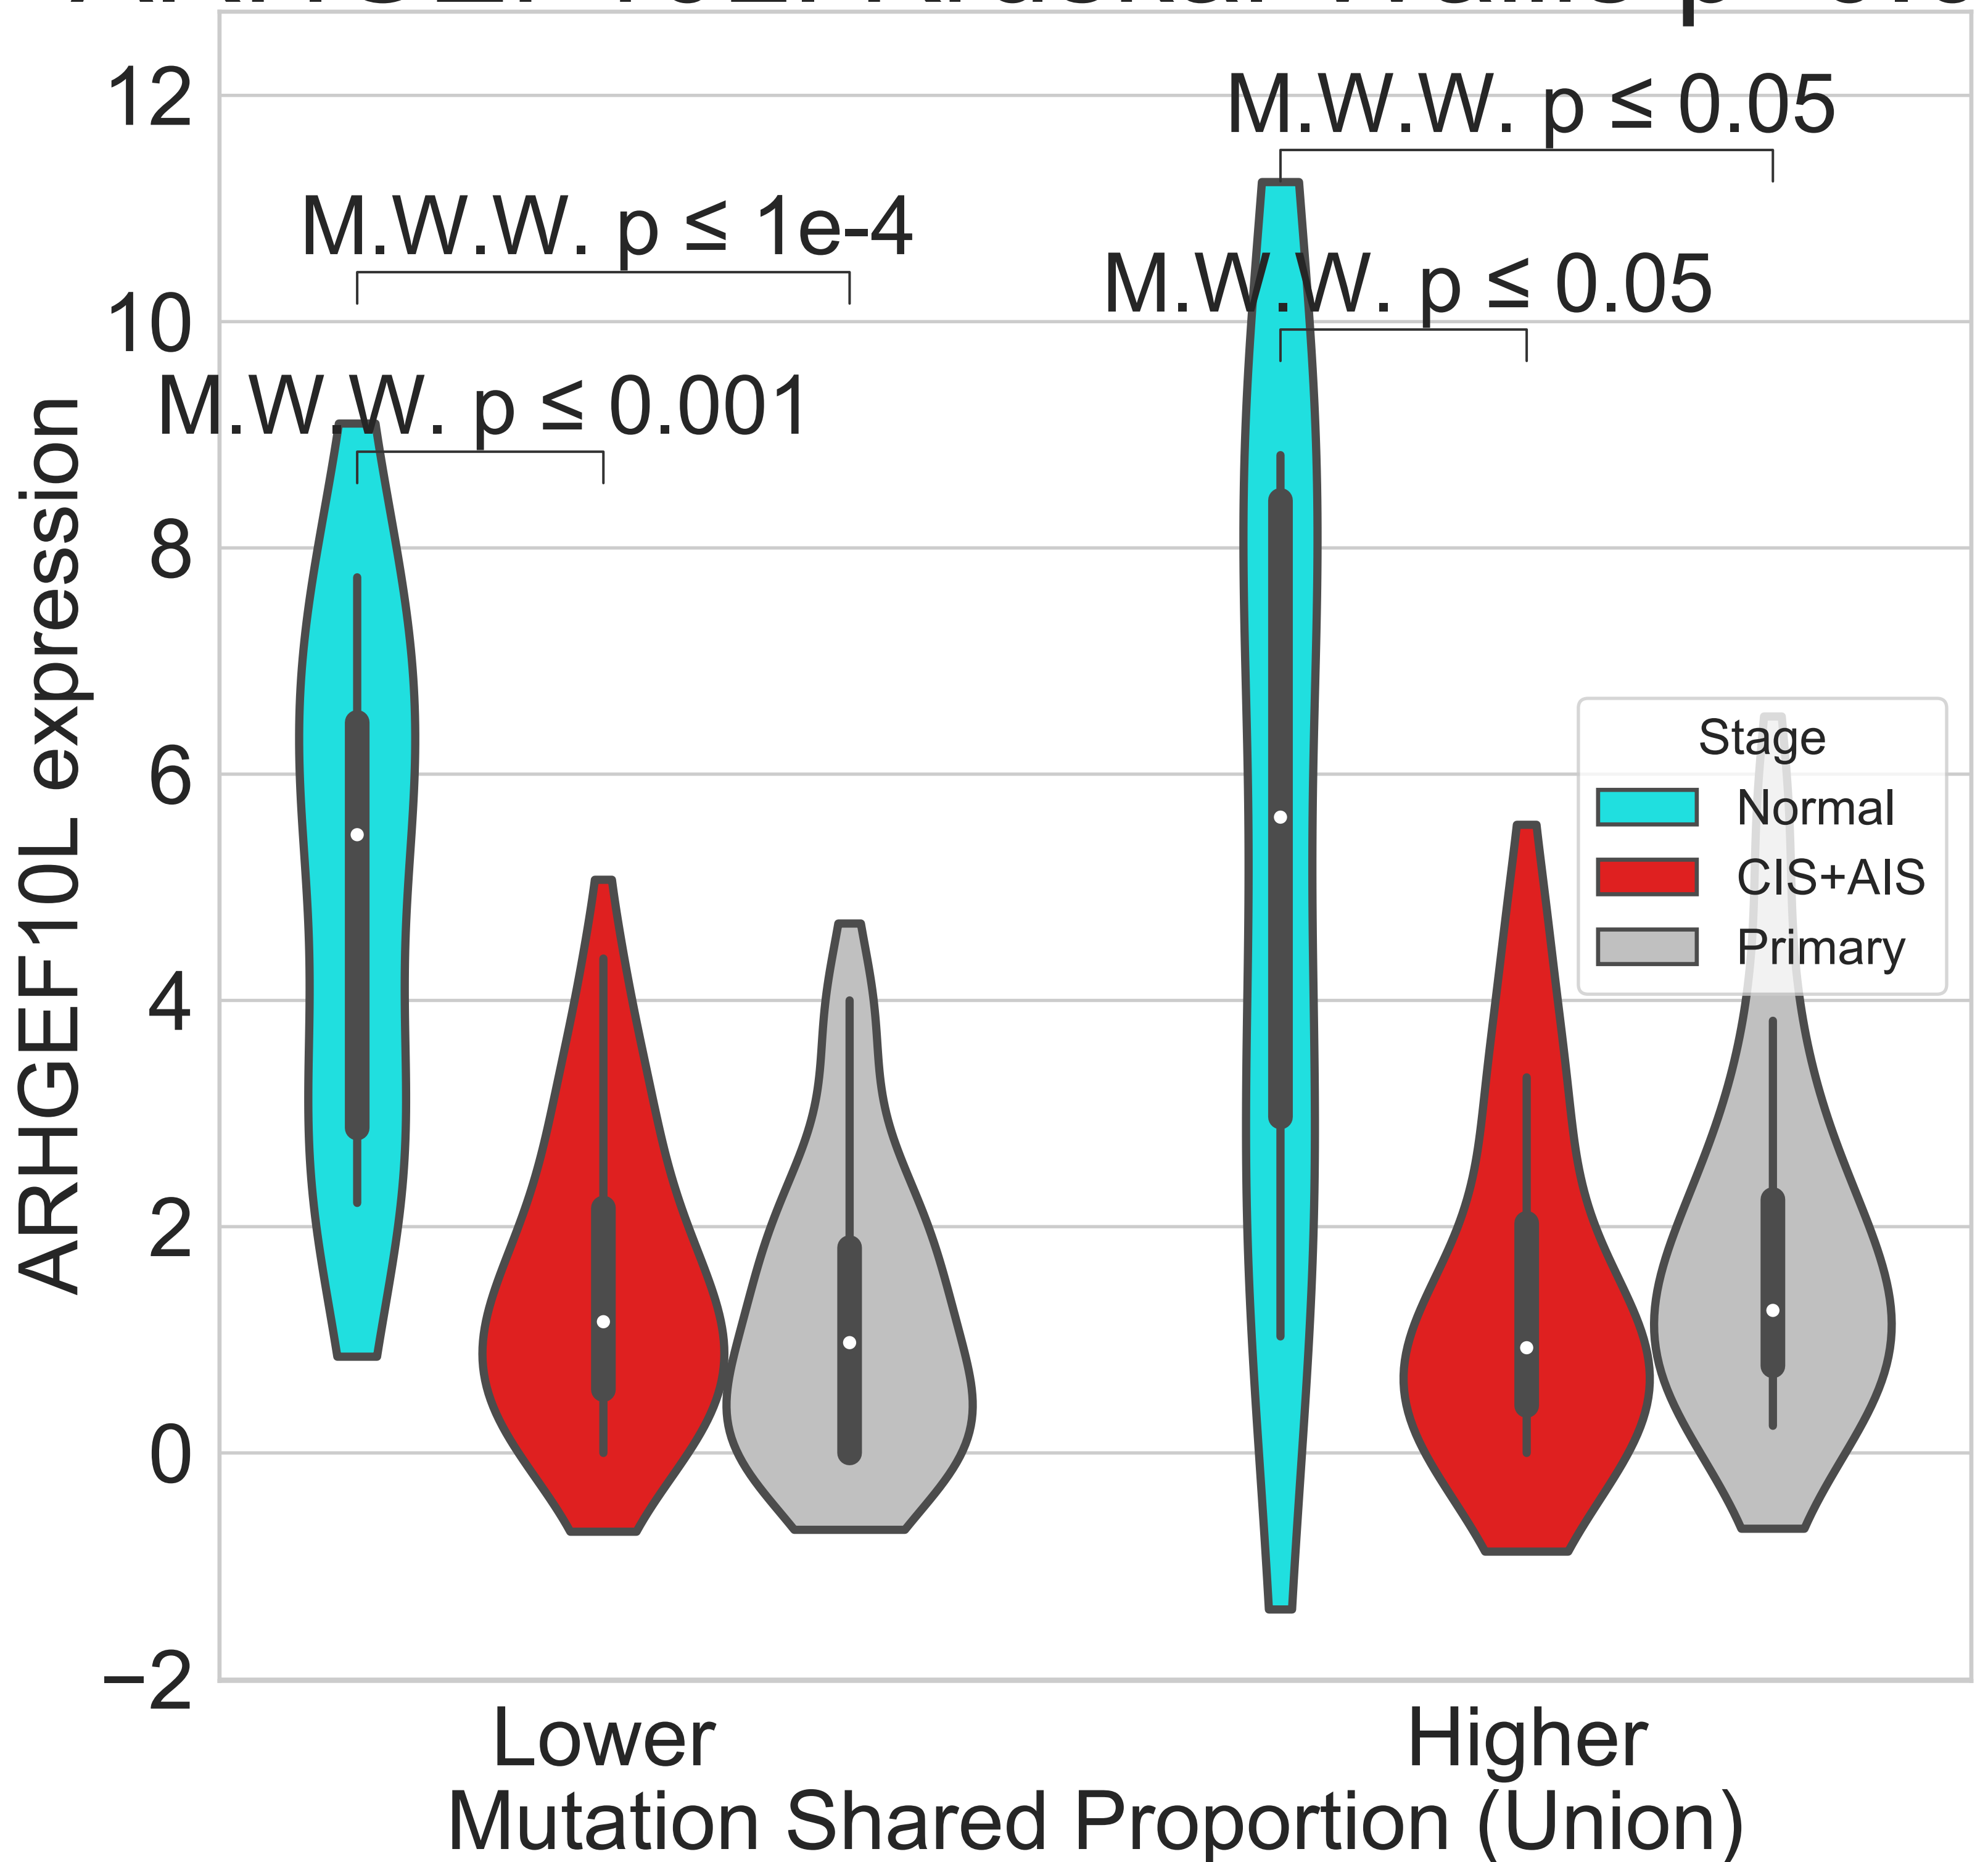 12
10
8
6
4
2
0
−2
ARHGEF10L expression
M.W.W. p ≤ 0.05
M.W.W. p ≤ 1e-4
M.W.W. p ≤ 0.05
M.W.W. p ≤ 0.001
Stage
Normal
CIS+AIS
Primary
Lower
Higher
Mutation Shared Proportion (Union)